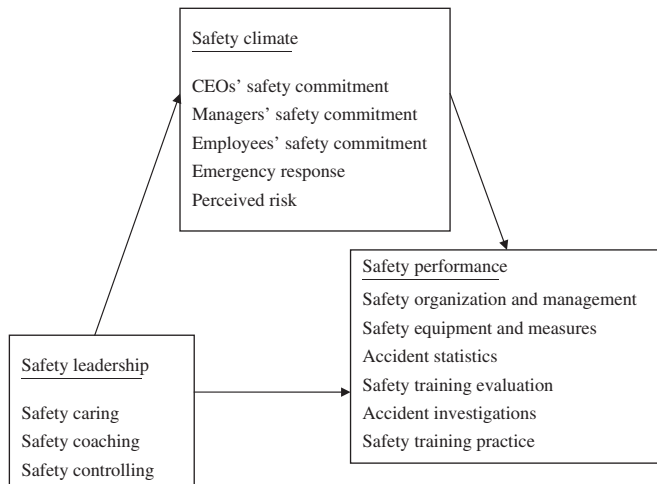 Safety climate
CEOs’ safety commitment
Managers’ safety commitment
Employees’ safety commitment
Emergency response
Perceived risk
Safety performance
Safety organization and management
Safety equipment and measures
Accident statistics
Safety training evaluation
Accident investigations
Safety training practice
Safety leadership
Safety caring
Safety coaching
Safety controlling